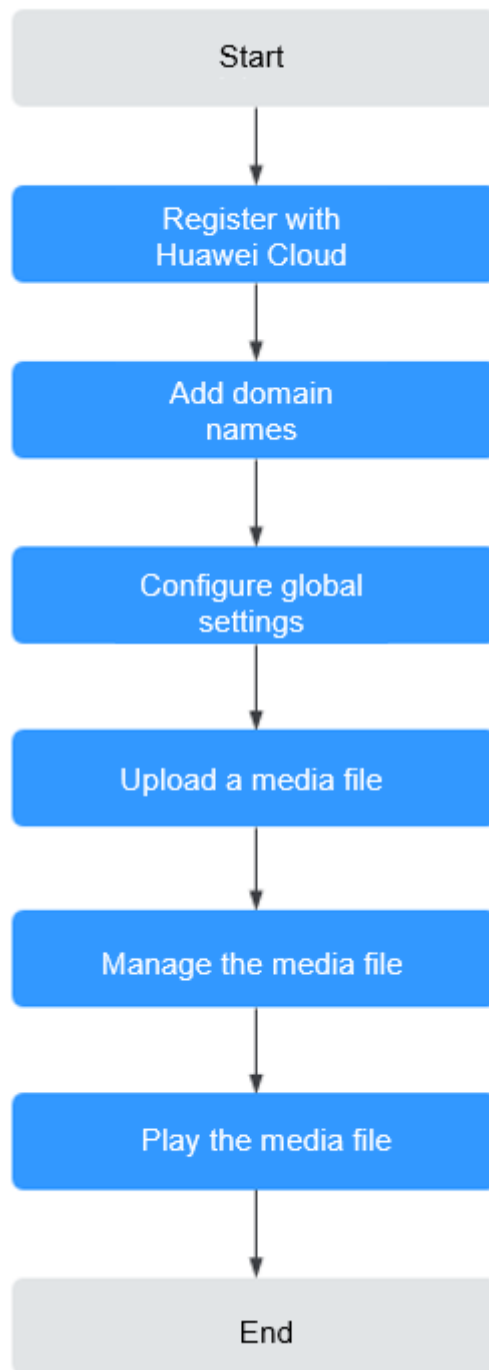 Start
Register with
Huawei Cloud
Add domain
names
Configure global
settings
Upload a media file
Manage the media file
Play the media file
End